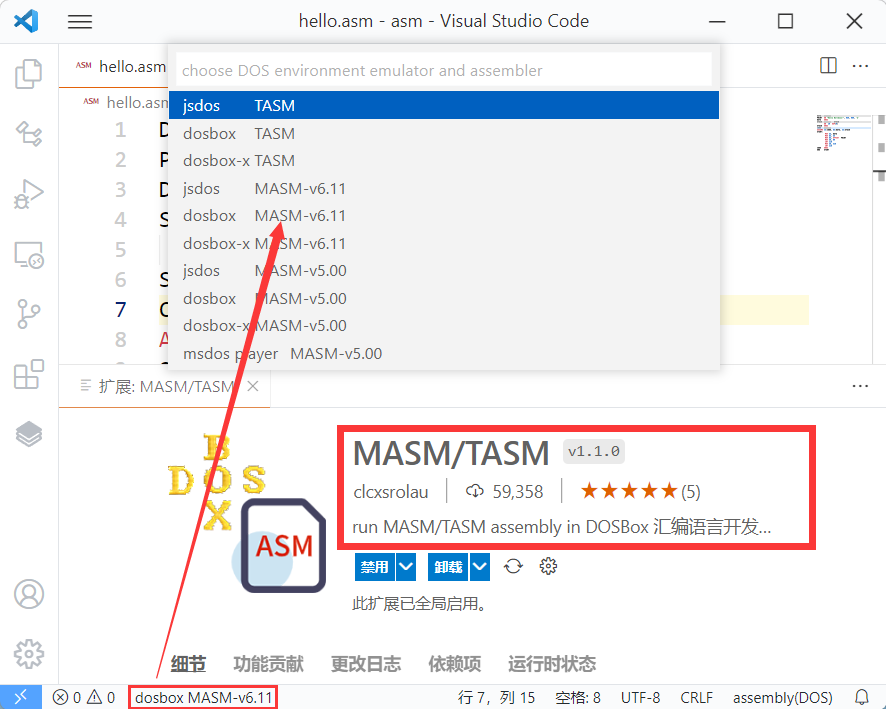 hello.asm - asm - Visual Studio Code
ASM hello.asm
choose DOS environment emulator and assembler
ASM hello.asm
jsdos TASM
dosbox TASM
dosbox-x TASM
jsdos MASM-v6.11
dosbox MASM-v6.11
dosbox-x MASM-v6.11
jsdos MASM-v5.00
dosbox MASM-v5.00
dosbox-x MASM-v5.00
msdos player MASM-v5.00
1 D
2 P
3 D
4 S
5
6 S
7
8 A
扩展: MASM/TASM
DOS
BOX
ASM
MASM/TASM v1.1.0
clcxsrolau 59,358 (5)
run MASM/TASM assembly in DOSBox 汇编语言开发...
禁用 卸载
此扩展已全局启用。
细节 功能贡献 更改日志 依赖项 运行时状态
0 0 dosbox MASM-v6.11 行 7，列 15 空格: 8 UTF-8 CRLF assembly(DOS)